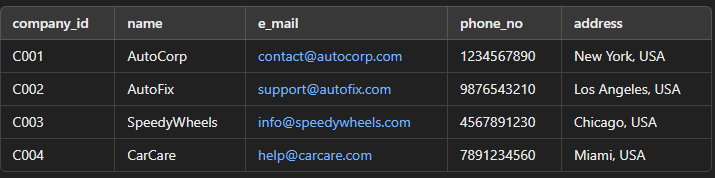 company_id name e_mail phone_no address
C001 AutoCorp contact@autocorp.com 1234567890 New York, USA
C002 AutoFix support@autofix.com 9876543210 Los Angeles, USA
C003 SpeedyWheels info@speedywheels.com 4567891230 Chicago, USA
C004 CarCare help@carcare.com 7891234560 Miami, USA